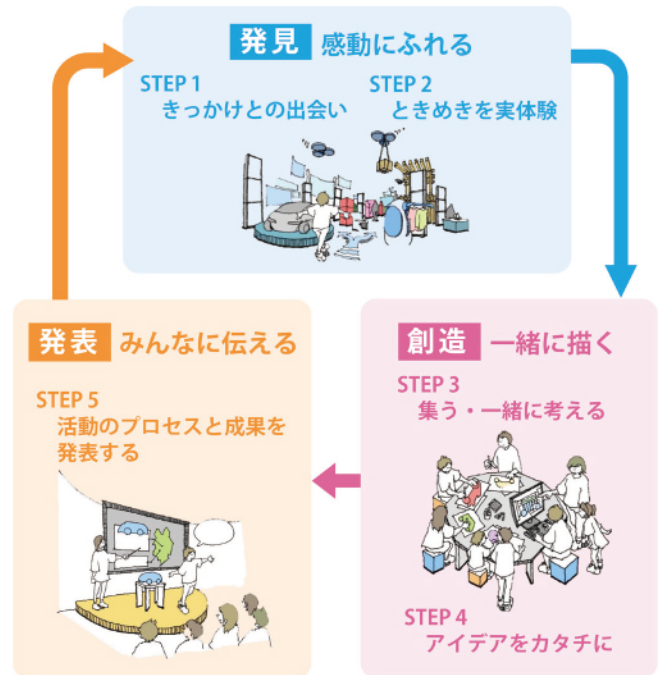 発見 感動にふれる
STEP 1
きっかけとの出会い
STEP 2
ときめきを実体験
創造 一緒に描く
STEP 3
集う・一緒に考える
STEP 4
アイデアをカタチに
発表 みんなに伝える
STEP 5
活動のプロセスと成果を
発表する